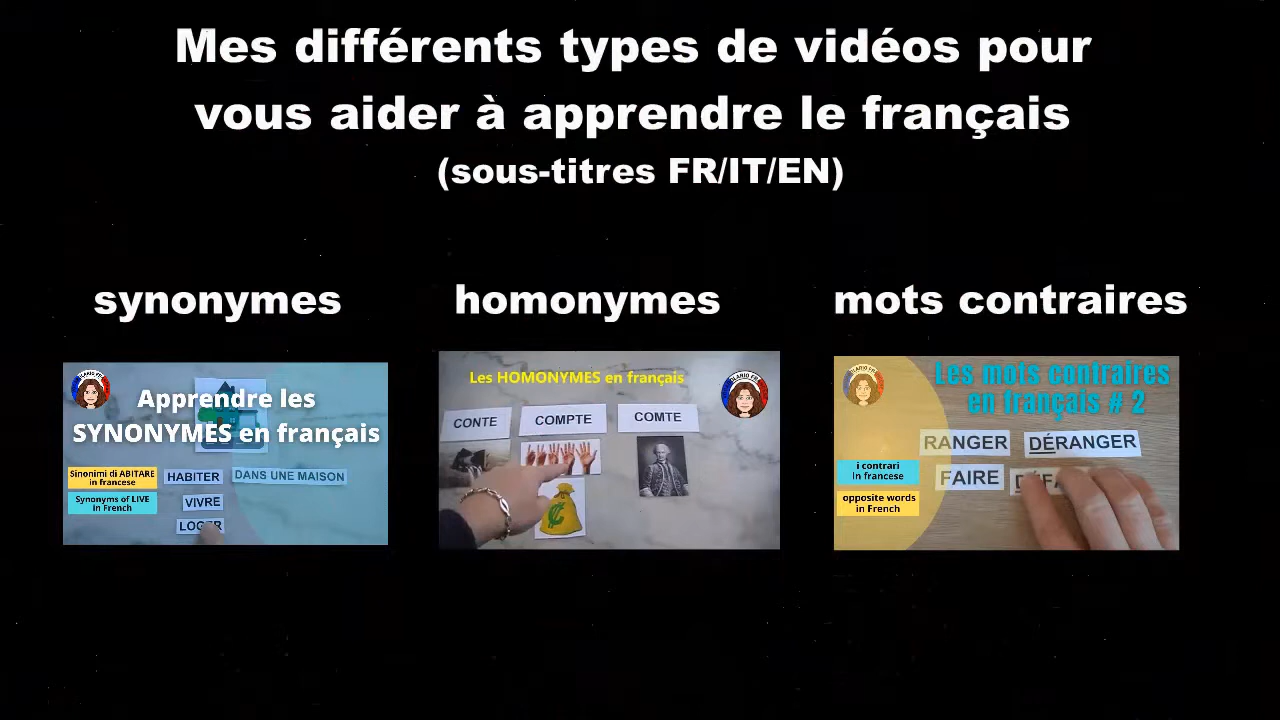 Mes différents types de vidéos pour
vous aider à apprendre le français
(sous-titres FR/IT/EN)
synonymes
homonymes
mots contraires
Apprendre les
SYNONYMES en français
Sinonimi di ABITARE
in francese
Synonyms of LIVE
in French
HABITER
DANS UNE MAISON
VIVRE
LOGER
Les HOMONYMES en français
CONTE
COMPTE
COMTE
Les mots contraires
en français # 2
RANGER
DÉRANGER
FAIRE
i contrari
in francese
opposite words
in French